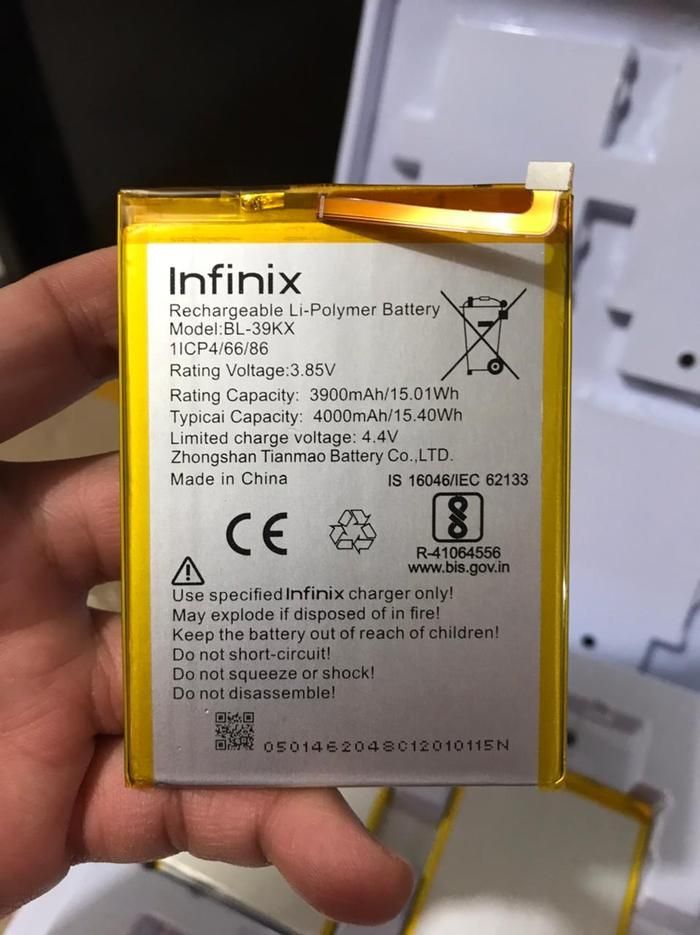 Infinix
Rechargeable Li-Polymer Battery
Model:BL-39KX
1ICP4/66/86
Rating Voltage:3.85V
Rating Capacity: 3900mAh/15.01Wh
Typicai Capacity: 4000mAh/15.40Wh
Limited charge voltage: 4.4V
Zhongshan Tianmao Battery Co.,LTD.
Made in China
IS 16046/IEC 62133
CE
R-41064556
www.bis.gov.in
Use specified Infinix charger only!
May explode if disposed of in fire!
Keep the battery out of reach of children!
Do not short-circuit!
Do not squeeze or shock!
Do not disassemble!
0501462048C12010115N